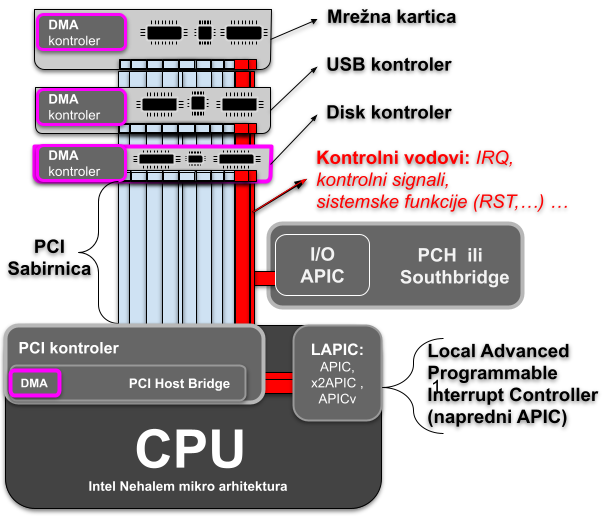 DMA
kontroler
Mrežna kartica
DMA
kontroler
USB kontroler
DMA
kontroler
Disk kontroler
Kontrolni vodovi: IRQ,
kontrolni signali,
sistemske funkcije (RST,…) …
PCI
Sabirnica
I/O
APIC
PCH ili
Southbridge
PCI kontroler
DMA
PCI Host Bridge
LAPIC:
APIC,
x2APIC ,
APICv
Local Advanced
Programmable
Interrupt Controller
(napredni APIC)
1
CPU
Intel Nehalem mikro arhitektura